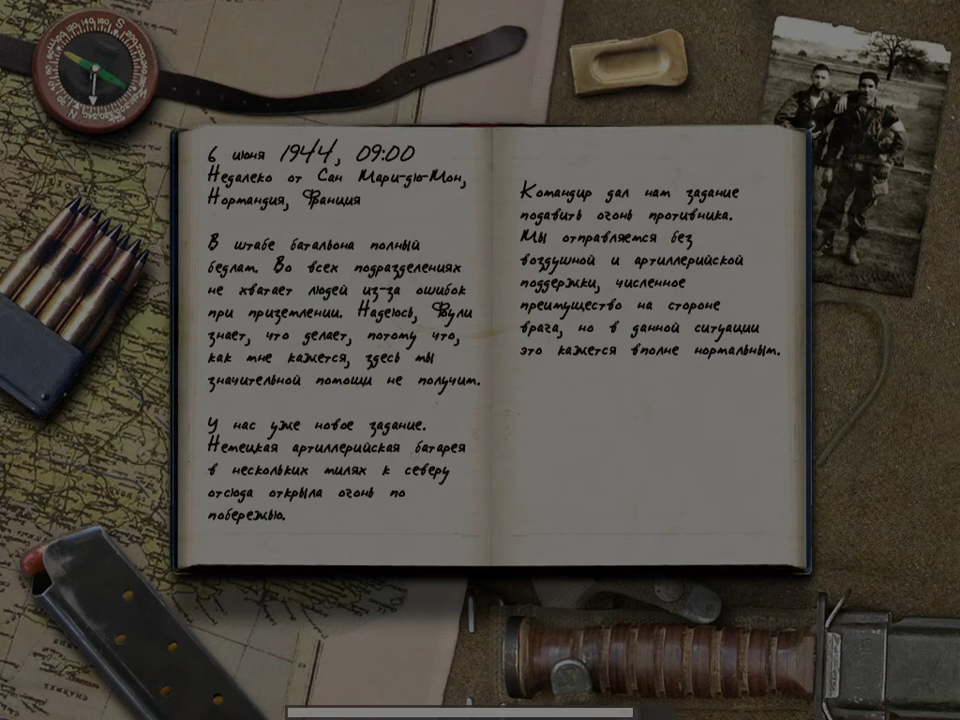 6 июня 1944, 09:00
Недалеко от Сан Мари-дю-Мон,
Нормандия, Франция
В штабе батальона полный
бедлам. Во всех подразделениях
не хватает людей из-за ошибок
при приземлении. Надеюсь, Вули
знает, что делает, потому что,
как мне кажется, здесь мы
значительной помощи не получим.
У нас уже новое задание.
Немецкая артиллерийская батарея
в нескольких милях к северу
отсюда открыла огонь по
побережью.
Командир дал нам задание
подавить огонь противника.
Мы отправляемся без
воздушной и артиллерийской
поддержки, численное
преимущество на стороне
врага, но в данной ситуации
это кажется вполне нормальным.